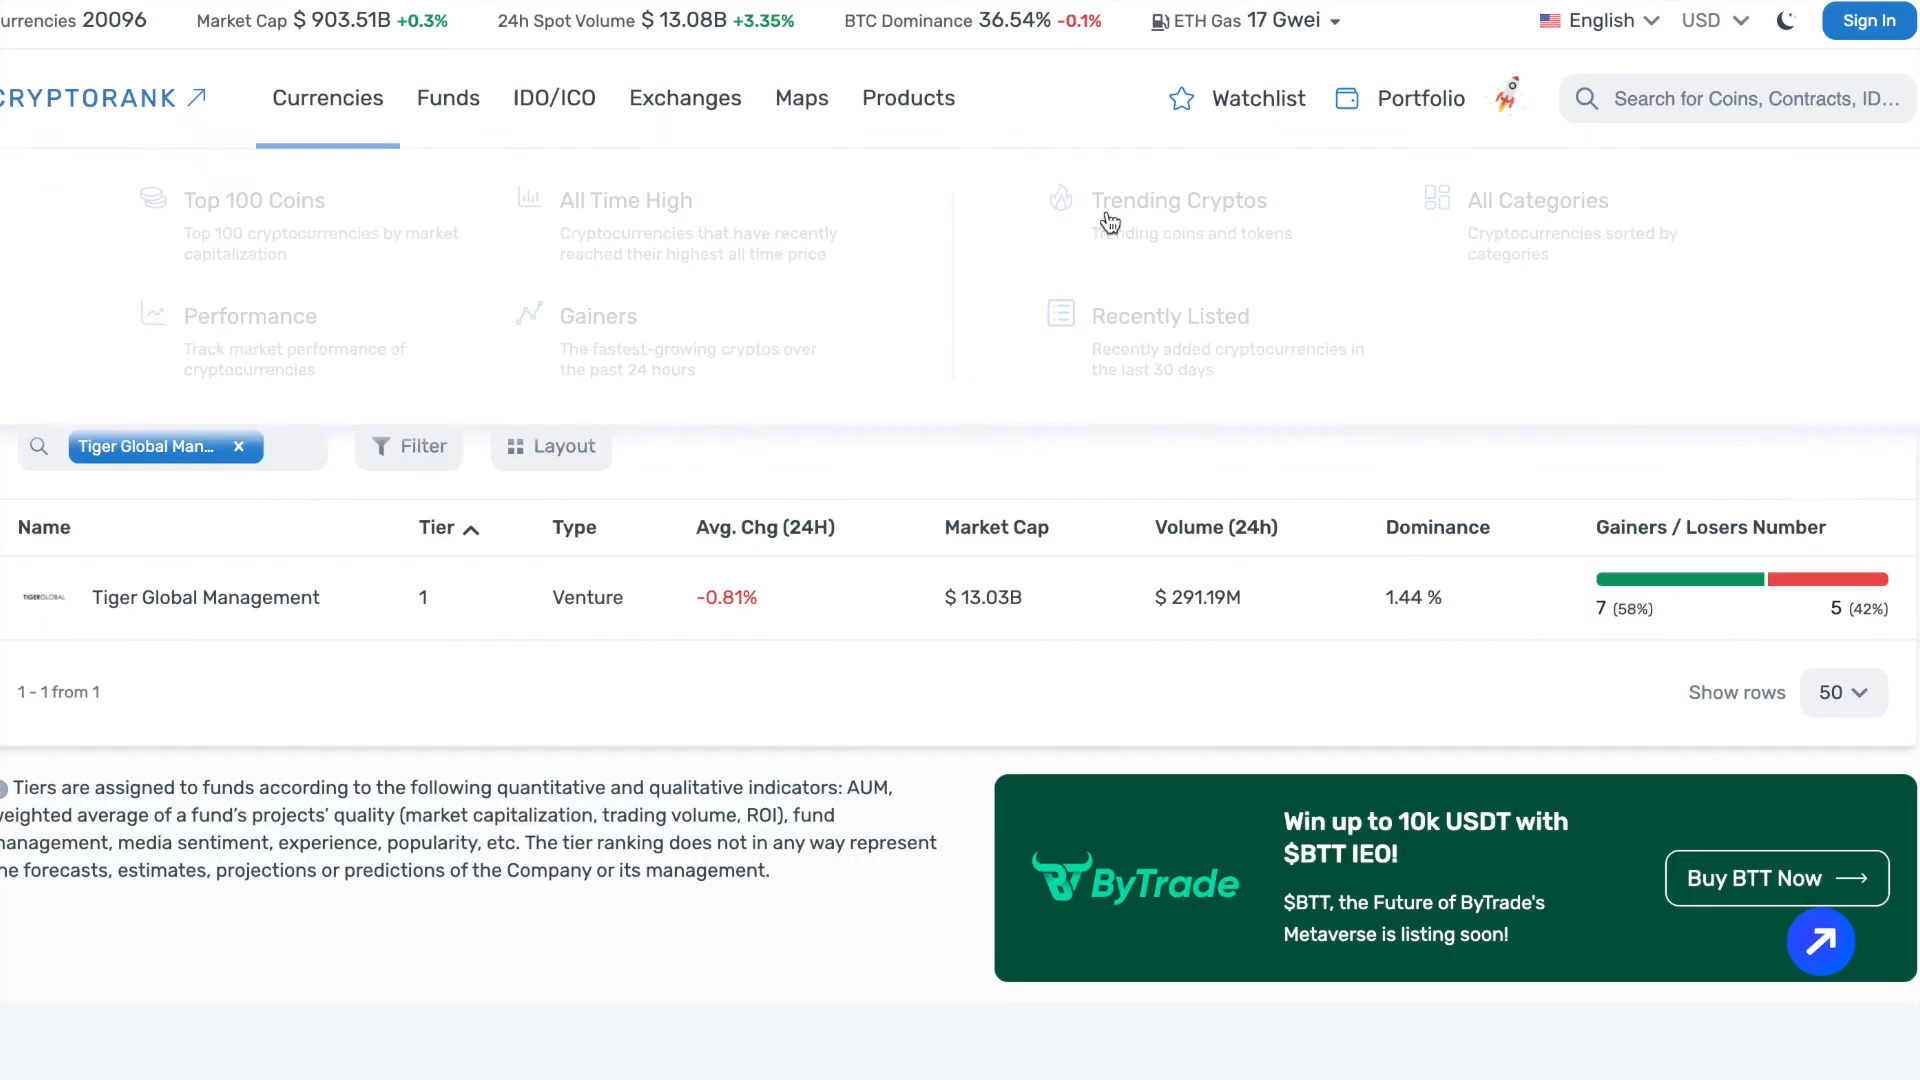 urrencies 20096 Market Cap $ 903.51B +0.3% 24h Spot Volume $ 13.08B +3.35% BTC Dominance 36.54% -0.1% ETH Gas 17 Gwei English USD Sign In
CRYPTORANK Currencies Funds IDO/ICO Exchanges Maps Products Watchlist Portfolio Search for Coins, Contracts, ID...
Top 100 Coins All Time High Trending Cryptos All Categories
Top 100 cryptocurrencies by market Cryptocurrencies that have recently Trending coins and tokens Cryptocurrencies sorted by
capitalization reached their highest all time price categories
Performance Gainers Recently Listed
Track market performance of The fastest-growing cryptos over Recently added cryptocurrencies in
cryptocurrencies the past 24 hours the last 30 days
Tiger Global Man... × Filter Layout
Name Tier Type Avg. Chg (24H) Market Cap Volume (24h) Dominance Gainers / Losers Number
TIGERGLOBAL Tiger Global Management 1 Venture -0.81% $ 13.03B $ 291.19M 1.44 %
7 (58%) 5 (42%)
1 - 1 from 1 Show rows 50
Tiers are assigned to funds according to the following quantitative and qualitative indicators: AUM,
weighted average of a fund's projects' quality (market capitalization, trading volume, ROI), fund
management, media sentiment, experience, popularity, etc. The tier ranking does not in any way represent
he forecasts, estimates, projections or predictions of the Company or its management.
ByTrade
Win up to 10k USDT with
$BTT IEO!
$BTT, the Future of ByTrade's
Metaverse is listing soon!
Buy BTT Now